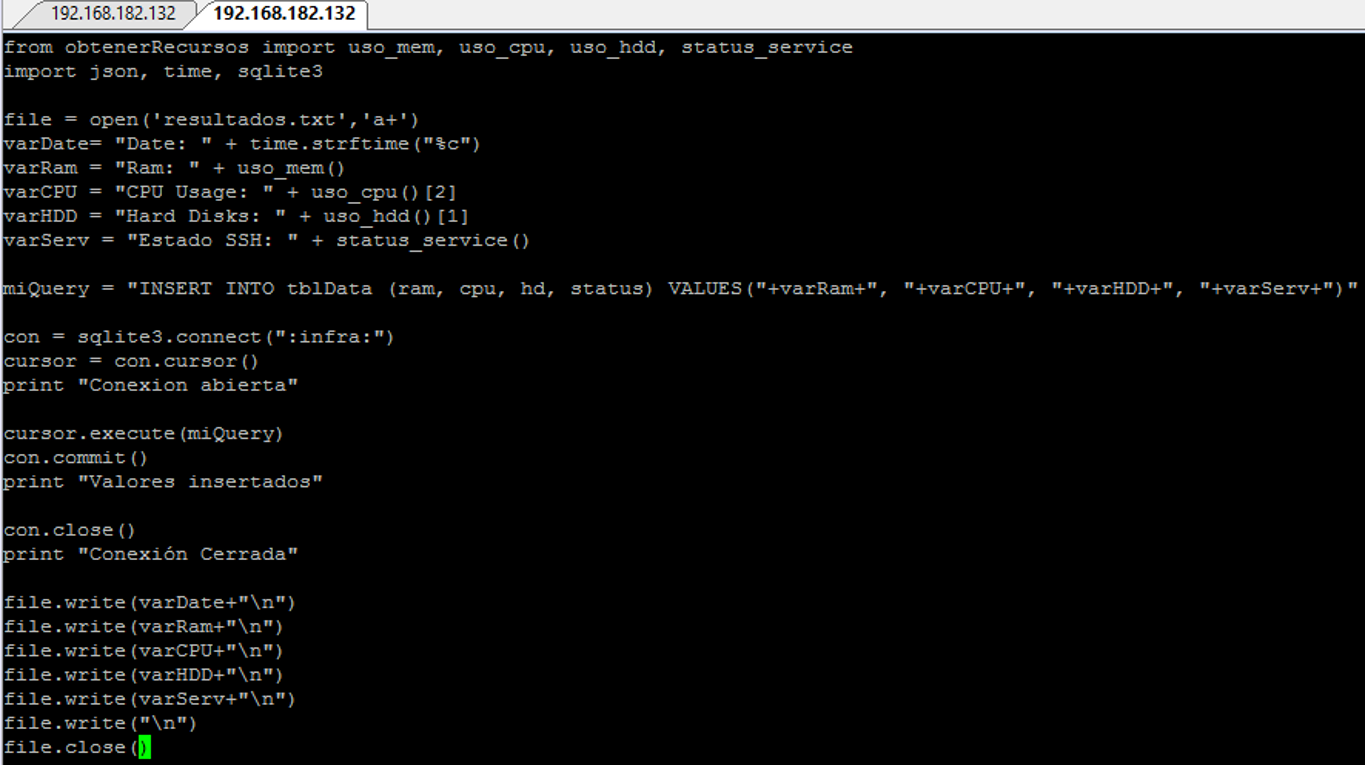 192.168.182.132 192.168.182.132
from obtenerRecursos import uso_mem, uso_cpu, uso_hdd, status_service
import json, time, sqlite3
file = open('resultados.txt','a+')
varDate= "Date: " + time.strftime("%c")
varRam = "Ram: " + uso_mem()
varCPU = "CPU Usage: " + uso_cpu()[2]
varHDD = "Hard Disks: " + uso_hdd()[1]
varServ = "Estado SSH: " + status_service()
miQuery = "INSERT INTO tblData (ram, cpu, hd, status) VALUES("+varRam+", "+varCPU+", "+varHDD+", "+varServ+")"
con = sqlite3.connect(":infra:")
cursor = con.cursor()
print "Conexion abierta"
cursor.execute(miQuery)
con.commit()
print "Valores insertados"
con.close()
print "Conexión Cerrada"
file.write(varDate+"\n")
file.write(varRam+"\n")
file.write(varCPU+"\n")
file.write(varHDD+"\n")
file.write(varServ+"\n")
file.write("\n")
file.close()